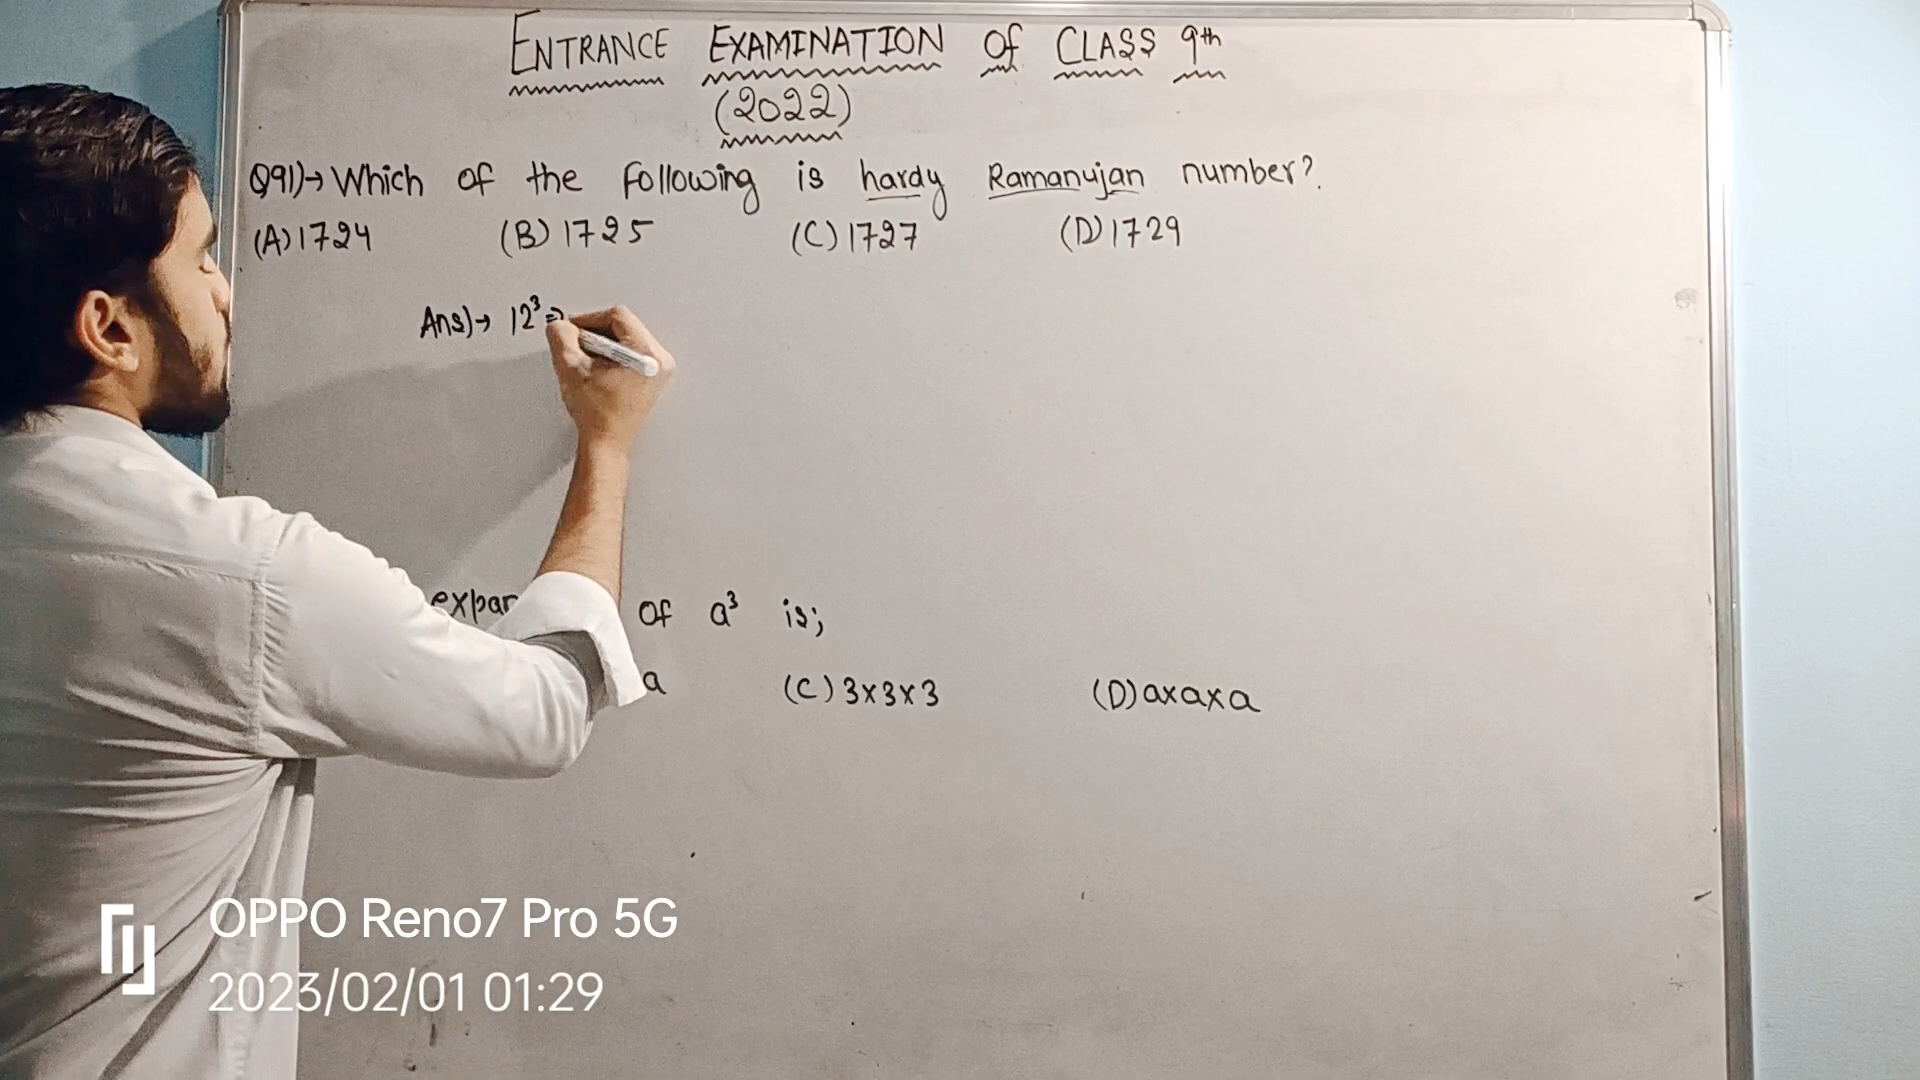 ENTRANCE EXAMINATION Of CLASS 9th
(2022)
Q91)→ Which of the following is hardy Ramanujan number?
(A) 1724 (B) 1725 (C) 1727 (D) 1729
Ans)→ 12³ ⇒
of a³ is;
a (C) 3x3x3 (D) axaxa
OPPO Reno7 Pro 5G
2023/02/01 01:29